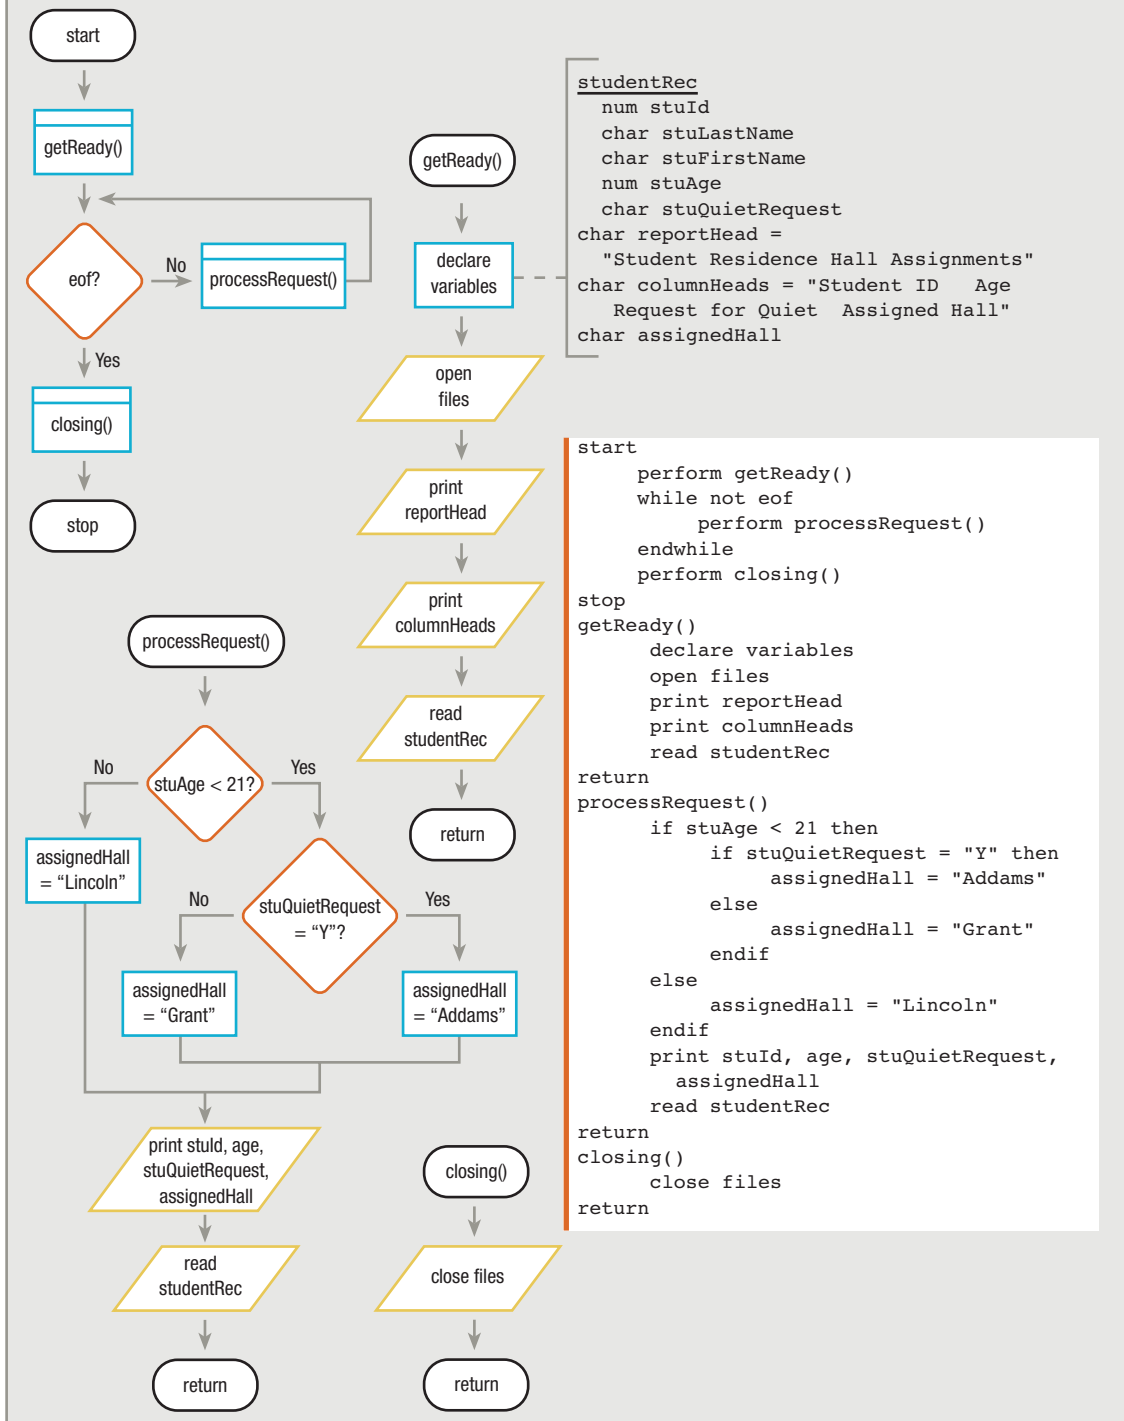 start
getReady()
eof?
No
processRequest()
Yes
closing()
stop
getReady()
declare
variables
open
files
print
reportHead
print
columnHeads
read
studentRec
return
studentRec
num stuId
char stuLastName
char stuFirstName
num stuAge
char stuQuietRequest
char reportHead =
"Student Residence Hall Assignments"
char columnHeads = "Student ID   Age
Request for Quiet  Assigned Hall"
char assignedHall
processRequest()
stuAge < 21?
No
Yes
assignedHall
= “Lincoln”
stuQuietRequest
= “Y”?
No
Yes
assignedHall
= “Grant”
assignedHall
= “Addams”
print stuId, age,
stuQuietRequest,
assignedHall
read
studentRec
return
closing()
close files
return
start
perform getReady()
while not eof
perform processRequest()
endwhile
perform closing()
stop
getReady()
declare variables
open files
print reportHead
print columnHeads
read studentRec
return
processRequest()
if stuAge < 21 then
if stuQuietRequest = "Y" then
assignedHall = "Addams"
else
assignedHall = "Grant"
endif
else
assignedHall = "Lincoln"
endif
print stuId, age, stuQuietRequest,
assignedHall
read studentRec
return
closing()
close files
return